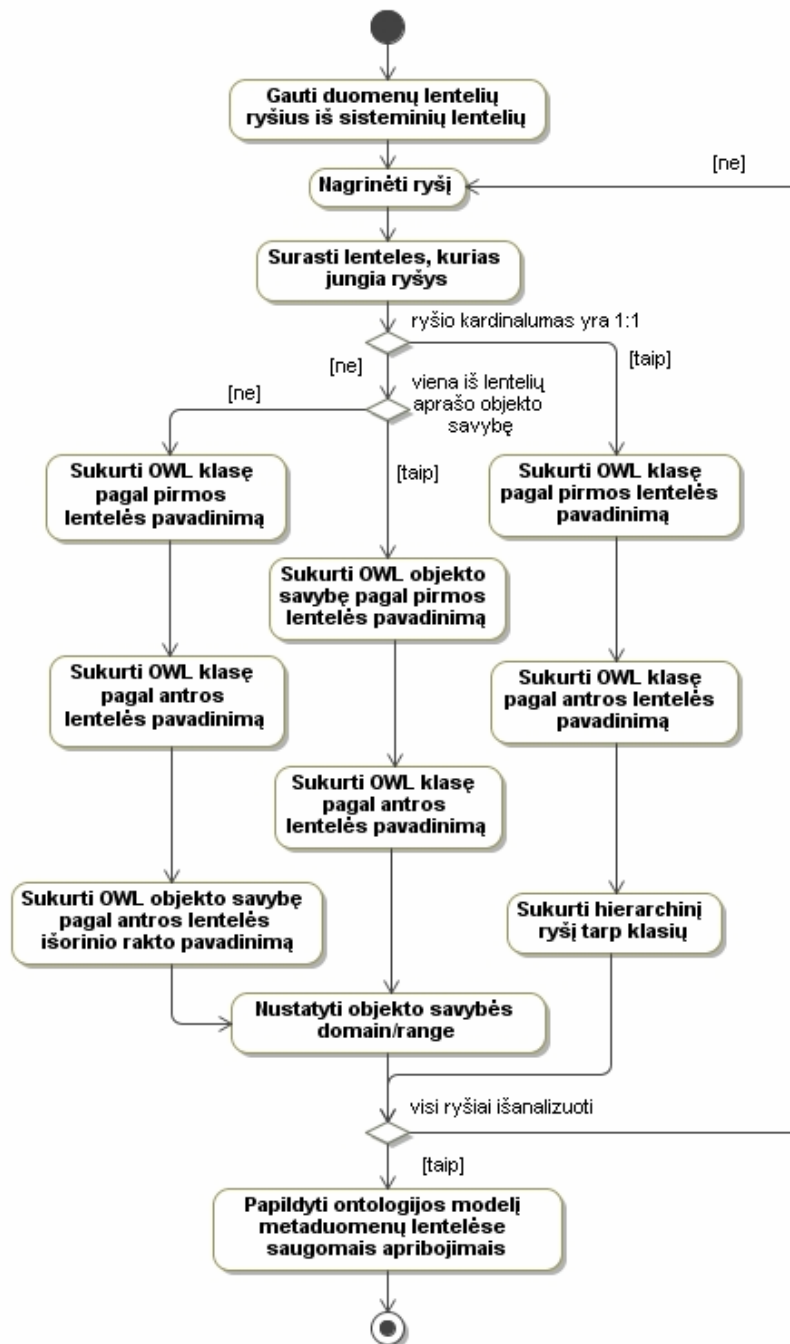 Gauti duomenų lentelių
ryšius iš sisteminių lentelių
[ne]
Nagrinėti ryšį
Surasti lenteles, kurias
jungia ryšys
ryšio kardinalumas yra 1:1
[ne]
[taip]
viena iš lentelių
aprašo objekto
savybę
[ne]
[taip]
Sukurti OWL klasę
pagal pirmos
lentelės pavadinimą
Sukurti OWL klasę
pagal pirmos lentelės
pavadinimą
Sukurti OWL objekto
savybę pagal pirmos
lentelės pavadinimą
Sukurti OWL klasę
pagal antros
lentelės pavadinimą
Sukurti OWL klasę
pagal antros lentelės
pavadinimą
Sukurti OWL klasę
pagal antros
lentelės pavadinimą
Sukurti OWL objekto savybę
pagal antros lentelės
išorinio rakto pavadinimą
Sukurti hierarchinį
ryšį tarp klasių
Nustatyti objekto savybės
domain/range
visi ryšiai išanalizuoti
[taip]
Papildyti ontologijos modelį
metaduomenų lentelėse
saugomais apribojimais